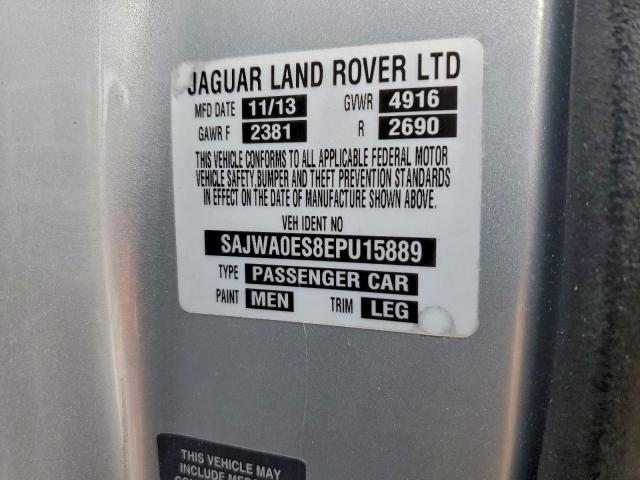 JAGUAR LAND ROVER LTD
MFD DATE 11/13 GVWR 4916
GAWR F 2381 R 2690
THIS VEHICLE CONFORMS TO ALL APPLICABLE FEDERAL MOTOR
VEHICLE SAFETY, BUMPER AND THEFT PREVENTION STANDARDS
IN EFFECT ON THE DATE OF MANUFACTURE SHOWN ABOVE.
VEH IDENT NO
SAJWA0ES8EPU15889
TYPE PASSENGER CAR
PAINT MEN TRIM LEG
THIS VEHICLE MAY
INCLUDE